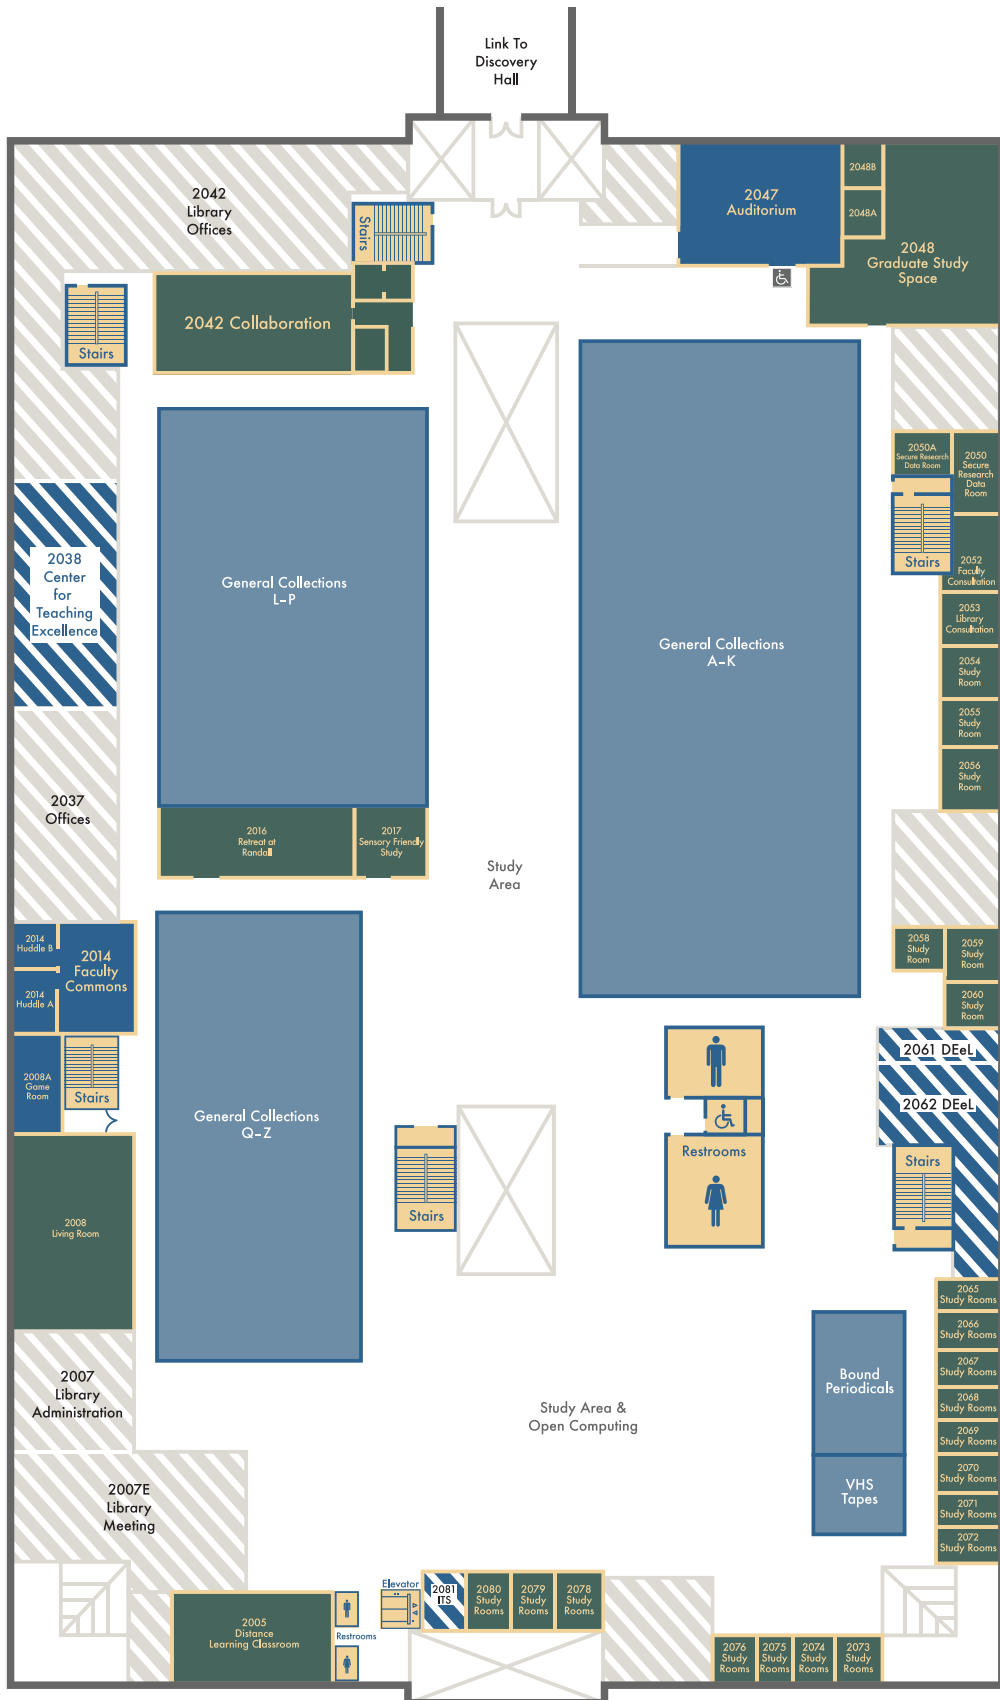 Link To
Discovery
Hall
2042
Library
Offices
Stairs
2047
Auditorium
2048B
2048A
2048
Graduate Study
Space
Stairs
2042 Collaboration
2050A
Secure Research
Data Room
2050
Secure
Research
Data
Room
Stairs
2052
Faculty
Consultation
2038
Center
for
Teaching
Excellence
General Collections
L-P
General Collections
A-K
2053
Library
Consultation
2054
Study
Room
2055
Study
Room
2056
Study
Room
2037
Offices
2016
Retreat at
Randall
2017
Sensory Friendly
Study
Study
Area
2014
Huddle B
2014
Faculty
Commons
2014
Huddle A
2058
Study
Room
2059
Study
Room
2060
Study
Room
2008A
Game
Room
Stairs
General Collections
Q-Z
2061 DEeL
2062 DEeL
Restrooms
Stairs
Stairs
2008
Living Room
2065
Study Rooms
2066
Study Rooms
2067
Study Rooms
2068
Study Rooms
2069
Study Rooms
2070
Study Rooms
2071
Study Rooms
2072
Study Rooms
Bound
Periodicals
VHS
Tapes
2007
Library
Administration
Study Area &
Open Computing
2007E
Library
Meeting
2005
Distance
Learning Classroom
Restrooms
Elevator
2081
ITS
2080
Study
Rooms
2079
Study
Rooms
2078
Study
Rooms
2076
Study
Rooms
2075
Study
Rooms
2074
Study
Rooms
2073
Study
Rooms